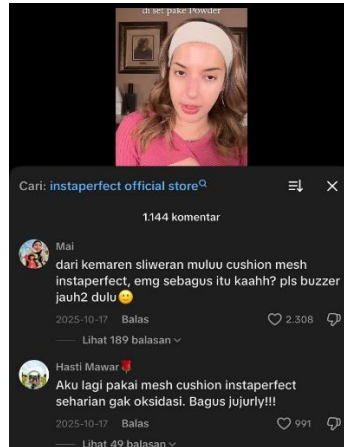 di set pake Powder
Cari: instaperfect official store
1.144 komentar
Mai
dari kemaren sliweran muluu cushion mesh
instaperfect, emg sebagus itu kaahh? pls buzzer
jauh2 dulu🙂
2025-10-17 Balas 2.308
Lihat 189 balasan
Hasti Mawar🌹
Aku lagi pakai mesh cushion instaperfect
seharian gak oksidasi. Bagus jujurly!!!
2025-10-17 Balas 991
Lihat 49 balasan